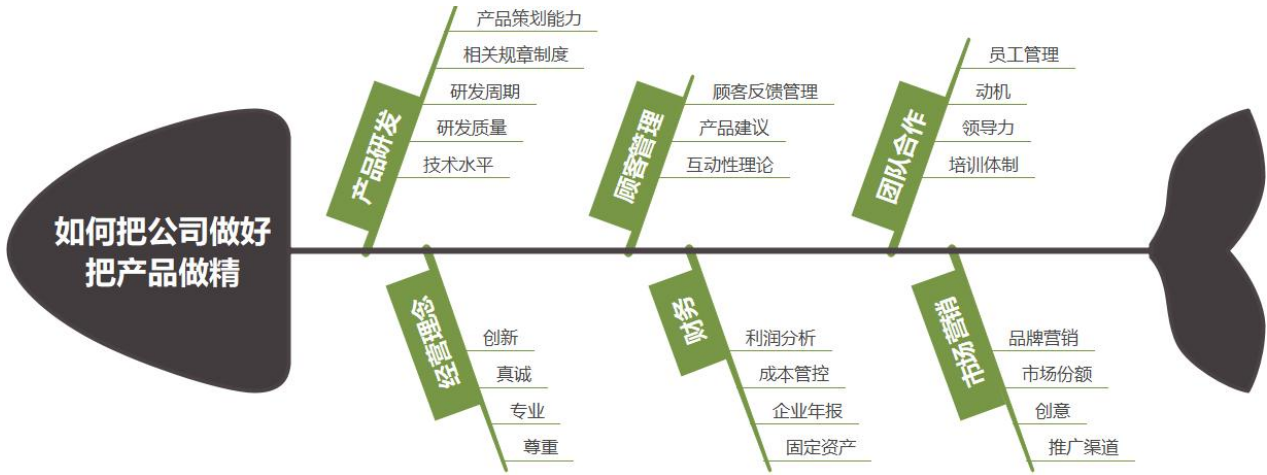 如何把公司做好
把产品做精
产品研发
产品策划能力
相关规章制度
研发周期
研发质量
技术水平
顾客管理
顾客反馈管理
产品建议
互动性理论
团队合作
员工管理
动机
领导力
培训体制
经营理念
创新
真诚
专业
尊重
财务
利润分析
成本管控
企业年报
固定资产
市场营销
品牌营销
市场份额
创意
推广渠道